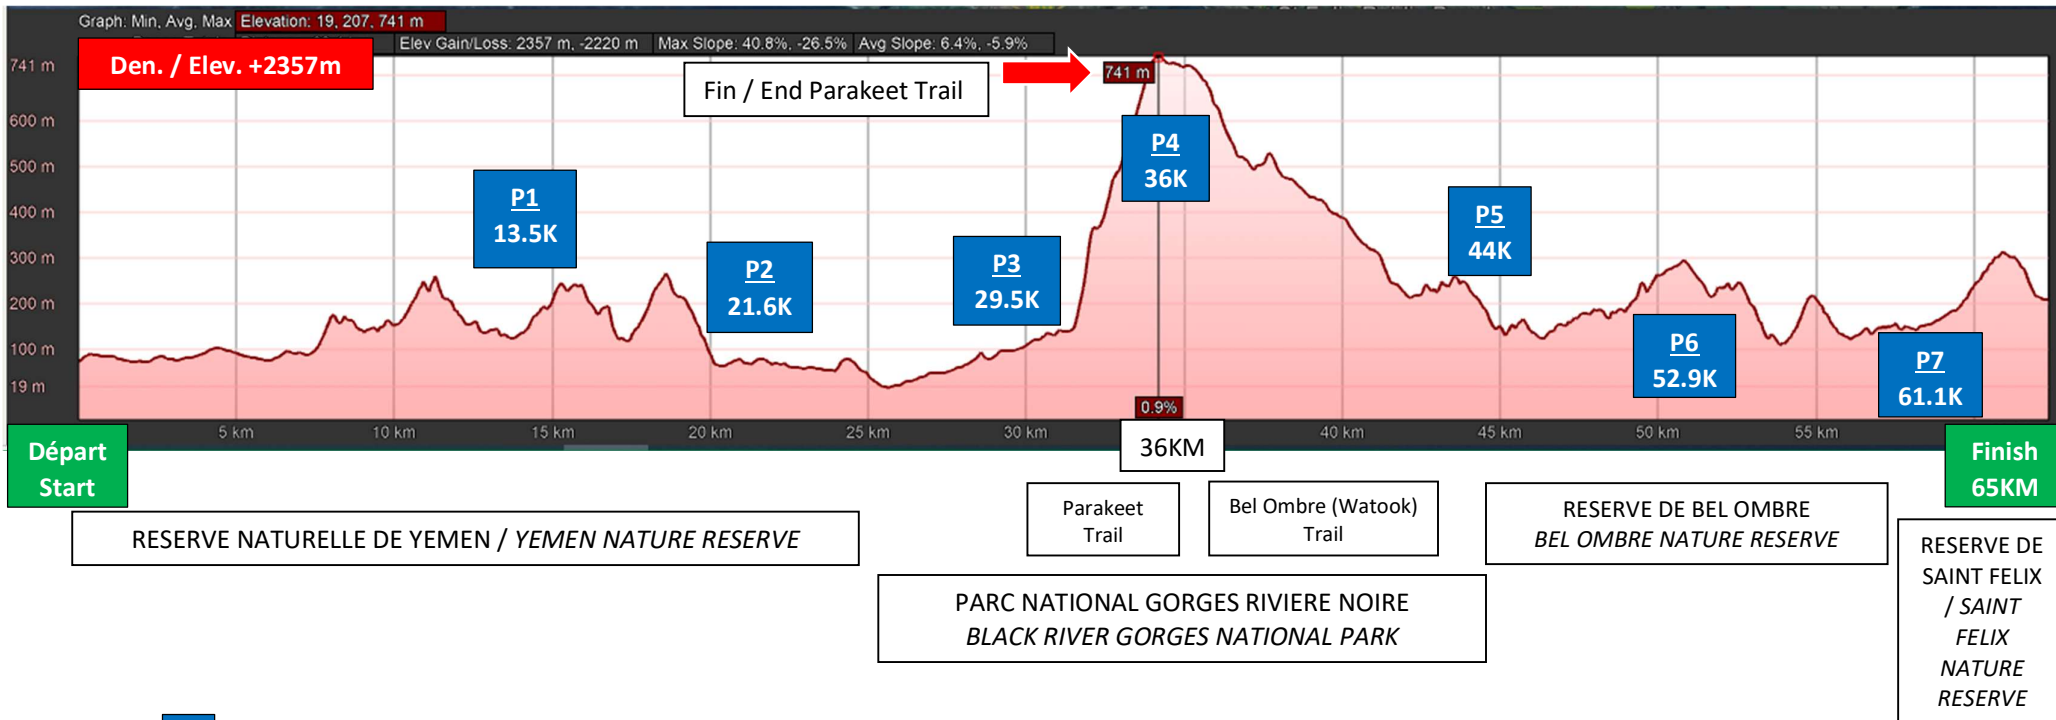 Graph: Min, Avg, Max Elevation: 19, 207, 741 m
Elev Gain/Loss: 2357 m, -2220 m Max Slope: 40.8%, -26.5% Avg Slope: 6.4%, -5.9%
Den. / Elev. +2357m
Fin / End Parakeet Trail
741 m
741 m
600 m
500 m
400 m
300 m
200 m
100 m
19 m
P1
13.5K
P2
21.6K
P3
29.5K
P4
36K
P5
44K
P6
52.9K
P7
61.1K
0.9%
5 km
10 km
15 km
20 km
25 km
30 km
36KM
40 km
45 km
50 km
55 km
Départ
Start
Finish
65KM
RESERVE NATURELLE DE YEMEN / YEMEN NATURE RESERVE
Parakeet
Trail
Bel Ombre (Watook)
Trail
RESERVE DE BEL OMBRE
BEL OMBRE NATURE RESERVE
PARC NATIONAL GORGES RIVIERE NOIRE
BLACK RIVER GORGES NATIONAL PARK
RESERVE DE
SAINT FELIX
/ SAINT
FELIX
NATURE
RESERVE